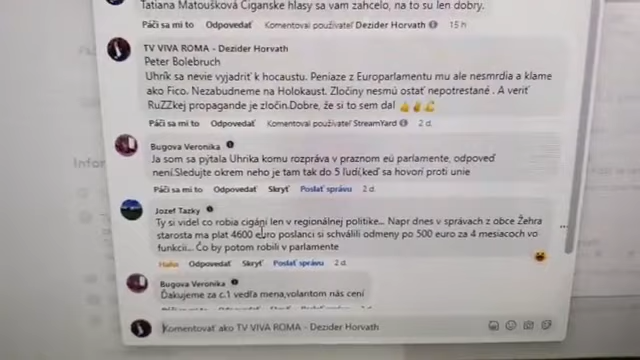 Tatiana Matoušková Ciganske hlasy sa vam zahcelo, na to su len dobry.
Páči sa mi to Odpovedať Komentoval používateľ Dezider Horvath 15 h
TV VIVA ROMA - Dezider Horvath
Peter Bolebruch
Uhrík sa nevie vyjadriť k hocaustu. Peniaze z Europarlamentu mu ale nesmrdia a klame
ako Fico. Nezabudneme na Holokaust. Zločiny nesmú ostať nepotrestané . A veriť
RuZZkej propagande je zločin.Dobre, že si to sem dal
Páči sa mi to Odpovedať Komentoval používateľ StreamYard 2 d.
Bugova Veronika
Ja som sa pýtala Uhrika komu rozpráva v praznom eú parlamente, odpoveď
není.Sledujte okrem neho je tam tak do 5 ľudí,keď sa hovorí proti unie
Páči sa mi to Odpovedať Skryť Poslať správu 2 d.
Jozef Tazky
Ty si videl co robia cigáni len v regionálnej politike... Napr dnes v správach z obce Žehra
starosta ma plat 4600 euro poslanci si schválili odmeny po 500 euro za 4 mesiacoch vo
funkcii... Čo by potom robili v parlamente
Haha Odpovedať Skryť Poslať správu 2 d.
Bugova Veronika
Ďakujeme za c.1 vedľa mena,volantom nás cení
Komentovať ako TV VIVA ROMA - Dezider Horvath